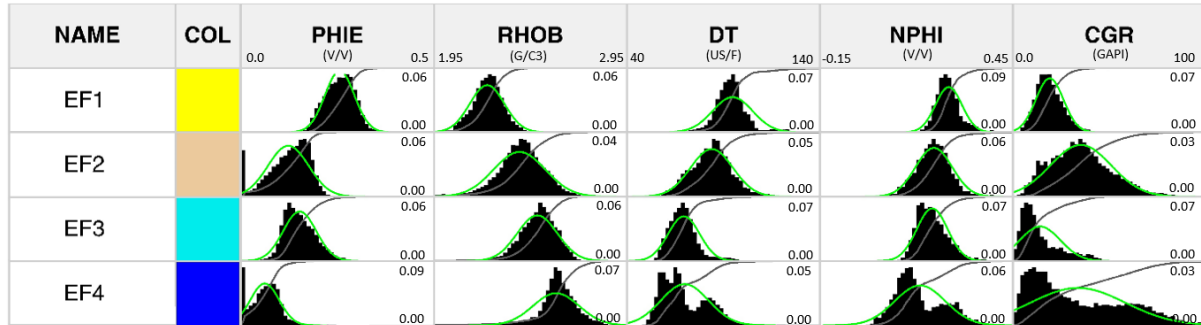 NAME COL PHIE RHOB DT NPHI CGR
(V/V) (G/C3) (US/F) (V/V) (GAPI)
0.0 0.5 1.95 2.95 40 140 -0.15 0.45 0.0 100
EF1 0.06 0.06 0.07 0.09 0.07
0.00 0.00 0.00 0.00 0.00
EF2 0.06 0.04 0.05 0.06 0.03
0.00 0.00 0.00 0.00 0.00
EF3 0.06 0.06 0.07 0.07 0.07
0.00 0.00 0.00 0.00 0.00
EF4 0.09 0.07 0.05 0.06 0.03
0.00 0.00 0.00 0.00 0.00